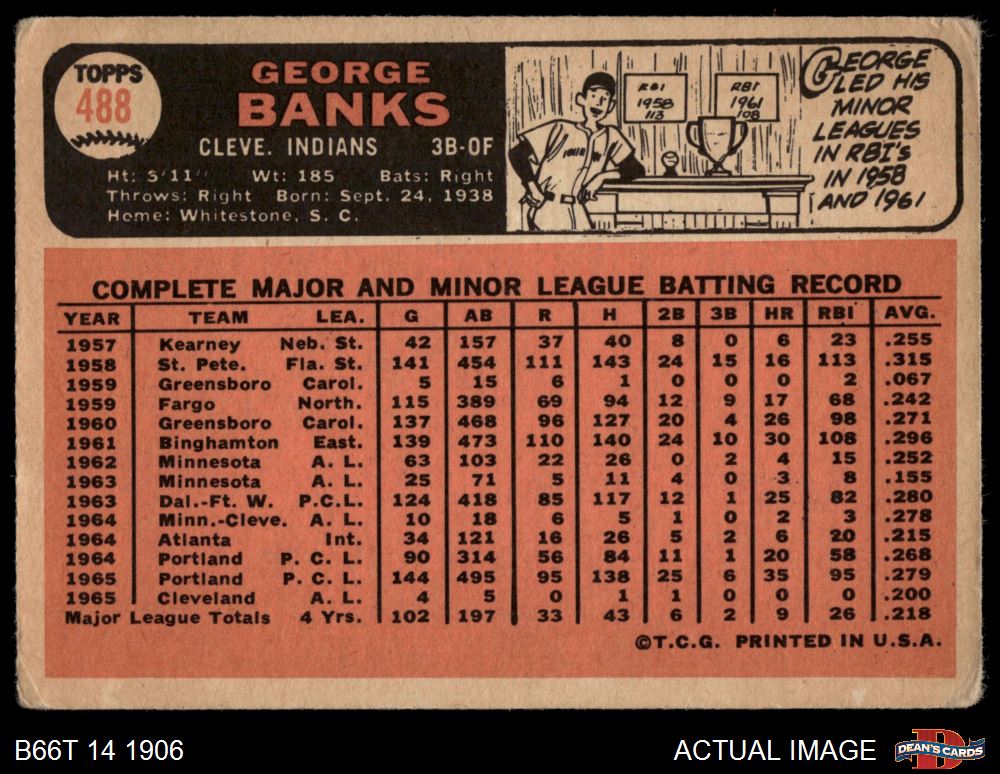 TOPPS
488
GEORGE
BANKS
CLEVE. INDIANS 3B-OF
Ht: 5'11" Wt: 185 Bats: Right
Throws: Right Born: Sept. 24, 1938
Home: Whitestone, S. C.
RBI
1958
113
RBI
1961
108
GEORGE
LED HIS
MINOR
LEAGUES
IN RBI'S
IN 1958
AND 1961
COMPLETE MAJOR AND MINOR LEAGUE BATTING RECORD
YEAR TEAM LEA. G AB R H 2B 3B HR RBI AVG.
1957 Kearney Neb. St. 42 157 37 40 8 0 6 23 .255
1958 St. Pete. Fla. St. 141 454 111 143 24 15 16 113 .315
1959 Greensboro Carol. 5 15 6 1 0 0 0 2 .067
1959 Fargo North. 115 389 69 94 12 9 17 68 .242
1960 Greensboro Carol. 137 468 96 127 20 4 26 98 .271
1961 Binghamton East. 139 473 110 140 24 10 30 108 .296
1962 Minnesota A. L. 63 103 22 26 0 2 4 15 .252
1963 Minnesota A. L. 25 71 5 11 4 0 3 8 .155
1963 Dal.-Ft. W. P.C.L. 124 418 85 117 12 1 25 82 .280
1964 Minn.-Cleve. A. L. 10 18 6 5 1 0 2 3 .278
1964 Atlanta Int. 34 121 16 26 5 2 6 20 .215
1964 Portland P. C. L. 90 314 56 84 11 1 20 58 .268
1965 Portland P. C. L. 144 495 95 138 25 6 35 95 .279
1965 Cleveland A. L. 4 5 0 1 1 0 0 0 .200
Major League Totals 4 Yrs. 102 197 33 43 6 2 9 26 .218
©T.C.G. PRINTED IN U.S.A.
B66T 14 1906
ACTUAL IMAGE
DEAN'S CARDS